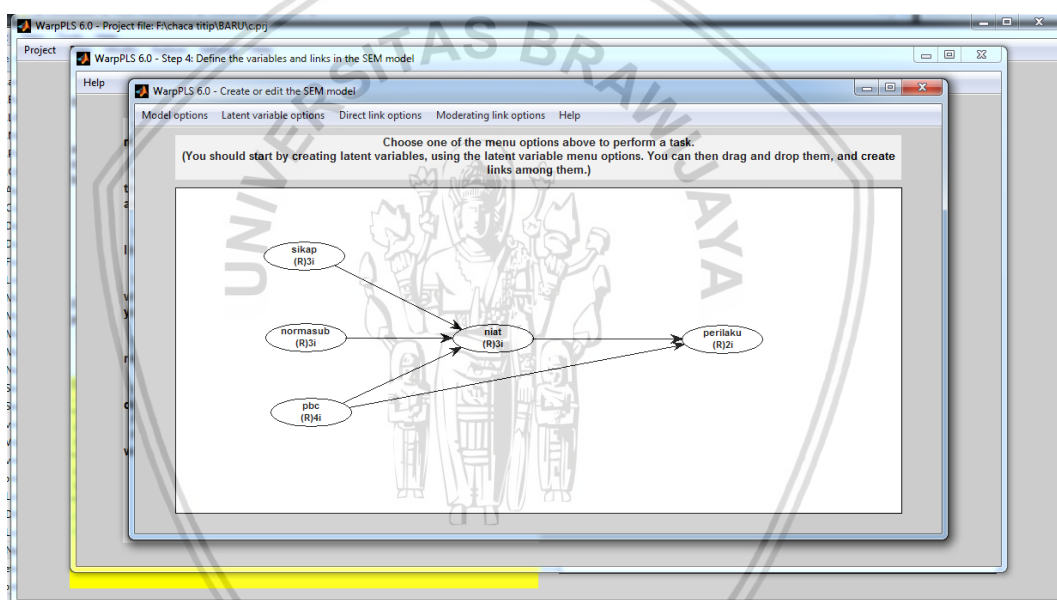 WarpPLS 6.0 - Project file: F:\chaca titip\BARU\c.prj
Project
WarpPLS 6.0 - Step 4: Define the variables and links in the SEM model
Help
WarpPLS 6.0 - Create or edit the SEM model
Model options Latent variable options Direct link options Moderating link options Help
Choose one of the menu options above to perform a task.
(You should start by creating latent variables, using the latent variable menu options. You can then drag and drop them, and create
links among them.)
sikap
(R)3i
normasub
(R)3i
niat
(R)3i
perilaku
(R)2i
pbc
(R)4i
UNIVERSITAS BRAWIJAYA